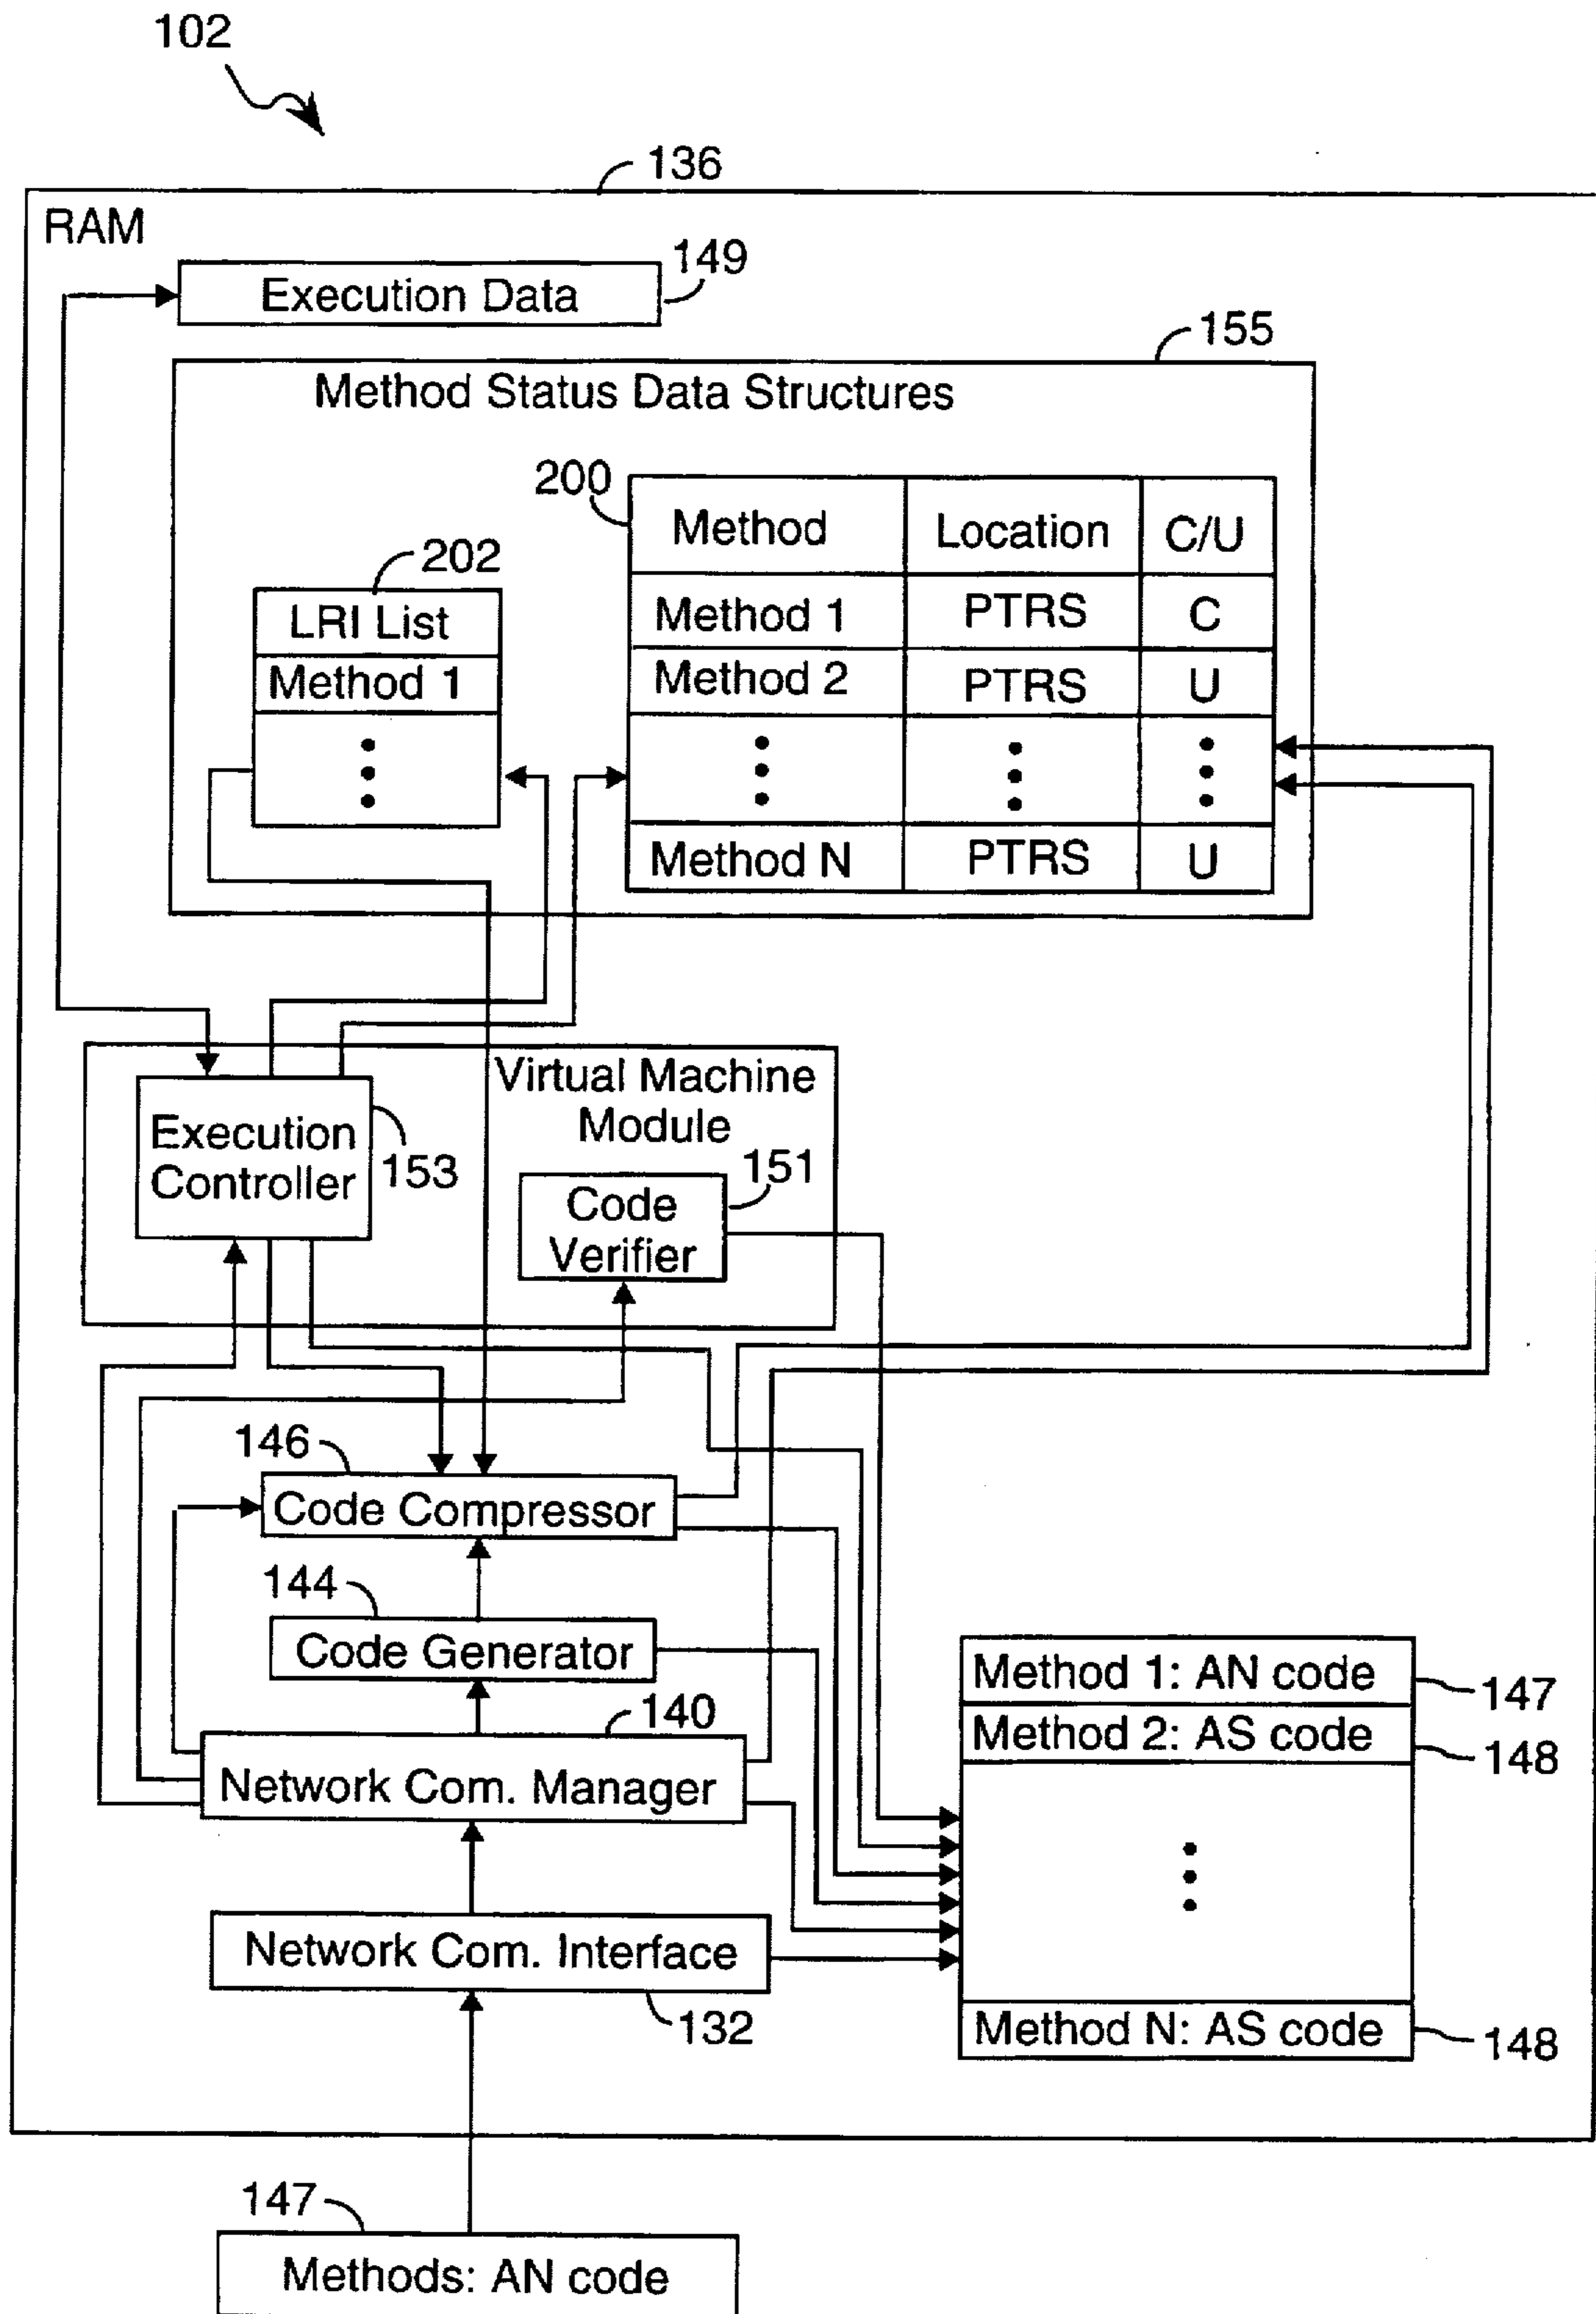 102
136
RAM
149
Execution Data
155
Method Status Data Structures
200
Method Location C/U
202
LRI List
Method 1 PTRS C
Method 1
Method 2 PTRS U
Method N PTRS U
Virtual Machine
Module
Execution
Controller
153
151
Code
Verifier
146
Code Compressor
144
Code Generator
Method 1: AN code
147
140
Method 2: AS code
148
Network Com. Manager
Network Com. Interface
132
Method N: AS code
148
147
Methods: AN code